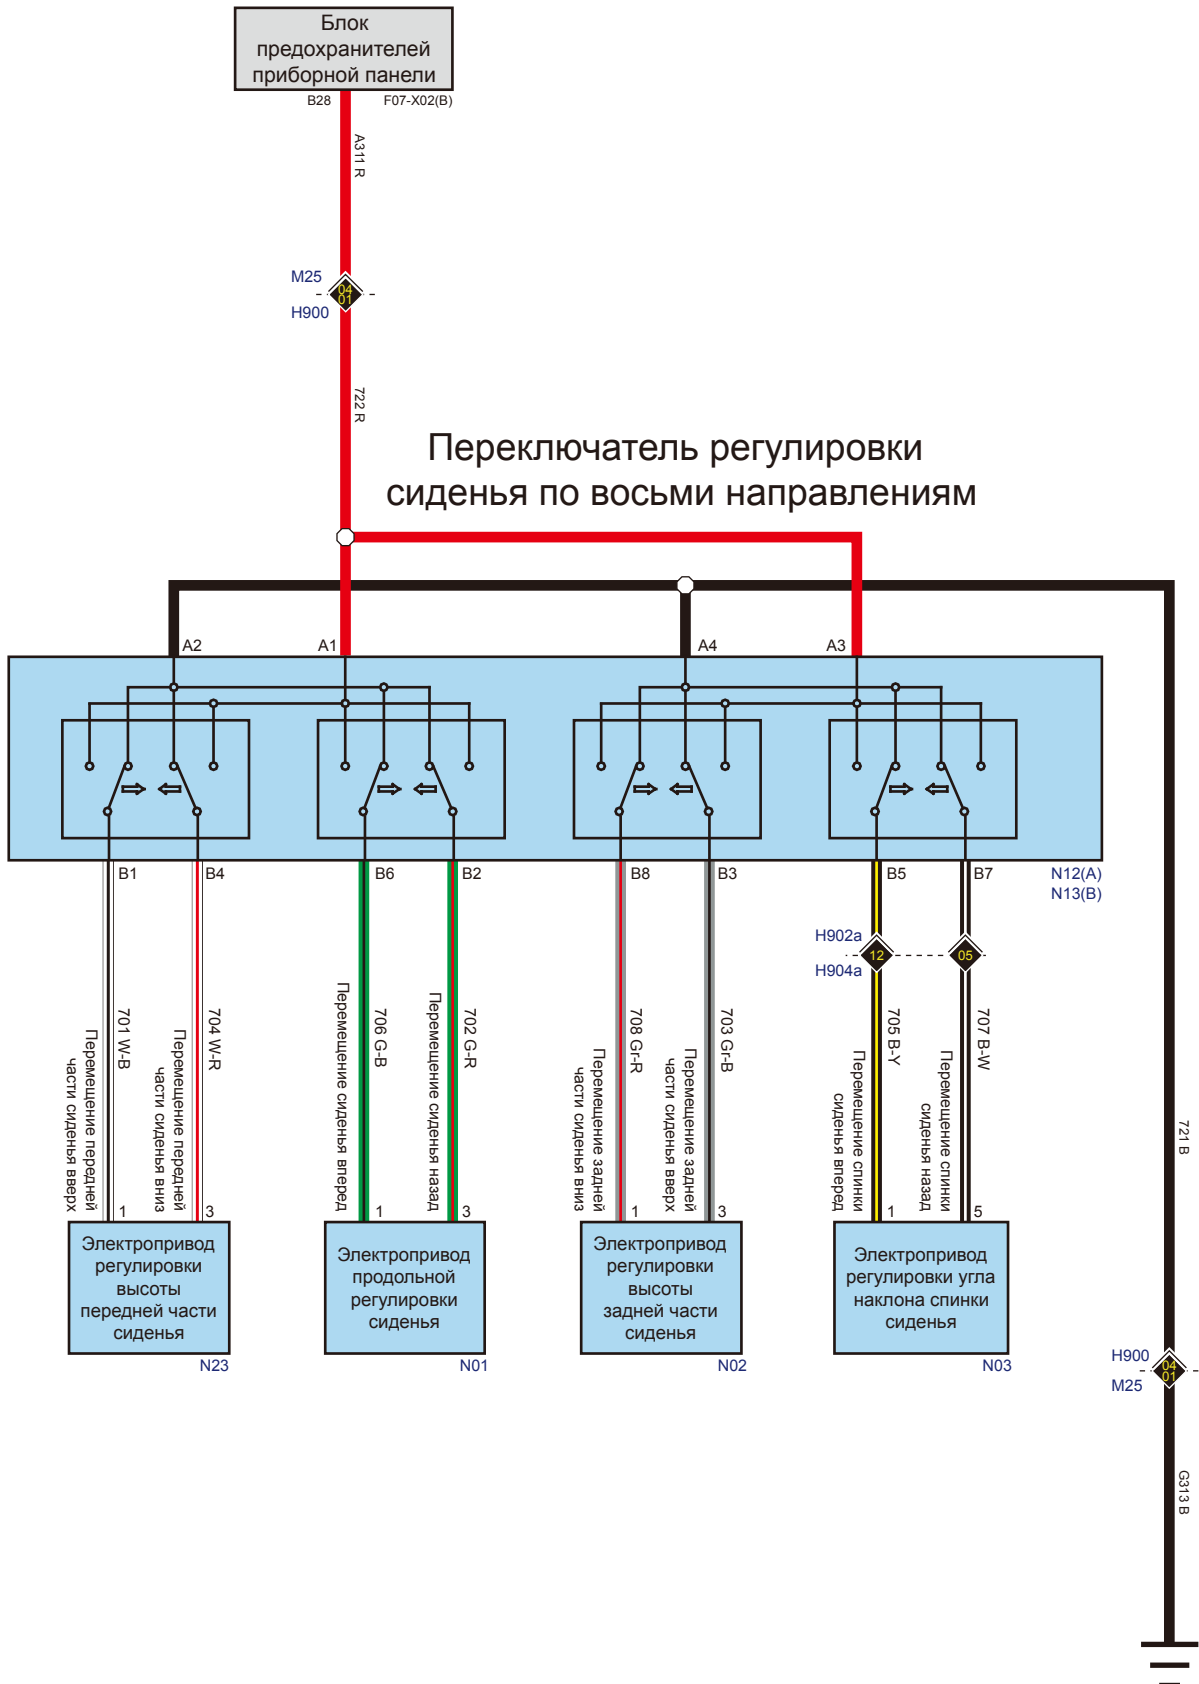 Блок
предохранителей
приборной панели
B28
F07-X02(B)
A311 R
M25
04
01
H900
722 R
Переключатель регулировки
сиденья по восьми направлениям
A2
A1
A4
A3
B1
B4
B6
B2
B8
B3
B5
B7
N12(A)
N13(B)
H902a
12
05
H904a
701 W-B
Перемещение передней
части сиденья вверх
704 W-R
Перемещение передней
части сиденья вниз
706 G-B
Перемещение сиденья вперед
702 G-R
Перемещение сиденья назад
708 Gr-R
Перемещение задней
части сиденья вниз
703 Gr-B
Перемещение задней
части сиденья вверх
705 B-Y
Перемещение спинки
сиденья вперед
707 B-W
Перемещение спинки
сиденья назад
721 B
1
3
1
3
1
3
1
5
Электропривод
регулировки
высоты
передней части
сиденья
N23
Электропривод
продольной
регулировки
сиденья
N01
Электропривод
регулировки
высоты
задней части
сиденья
N02
Электропривод
регулировки угла
наклона спинки
сиденья
N03
H900
04
01
M25
G313 B